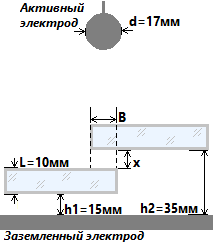 Активный
электрод
d=17мм
B
L=10мм
x
h1=15мм
h2=35мм
Заземленный электрод